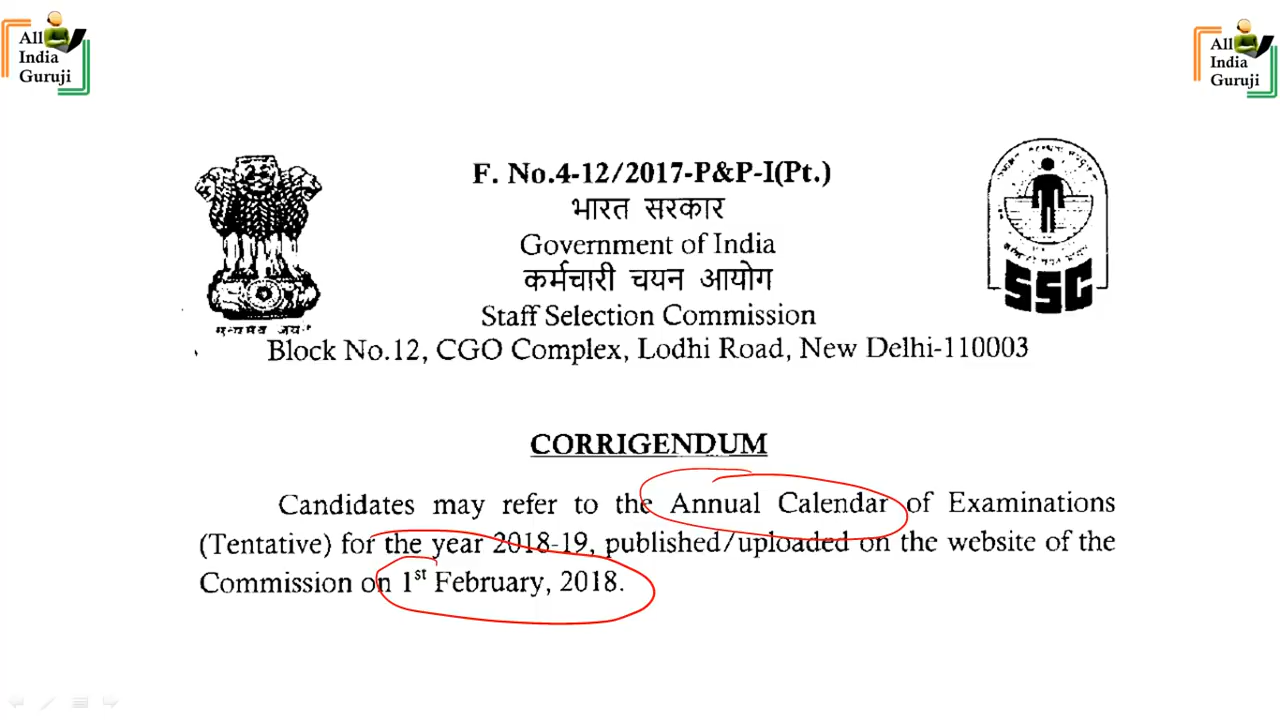 All
India
Guruji
All
India
Guruji
F. No.4-12/2017-P&P-I(Pt.)
भारत सरकार
Government of India
कर्मचारी चयन आयोग
Staff Selection Commission
Block No.12, CGO Complex, Lodhi Road, New Delhi-110003
SSC
CORRIGENDUM
Candidates may refer to the Annual Calendar of Examinations
(Tentative) for the year 2018-19, published/uploaded on the website of the
Commission on 1st February, 2018.